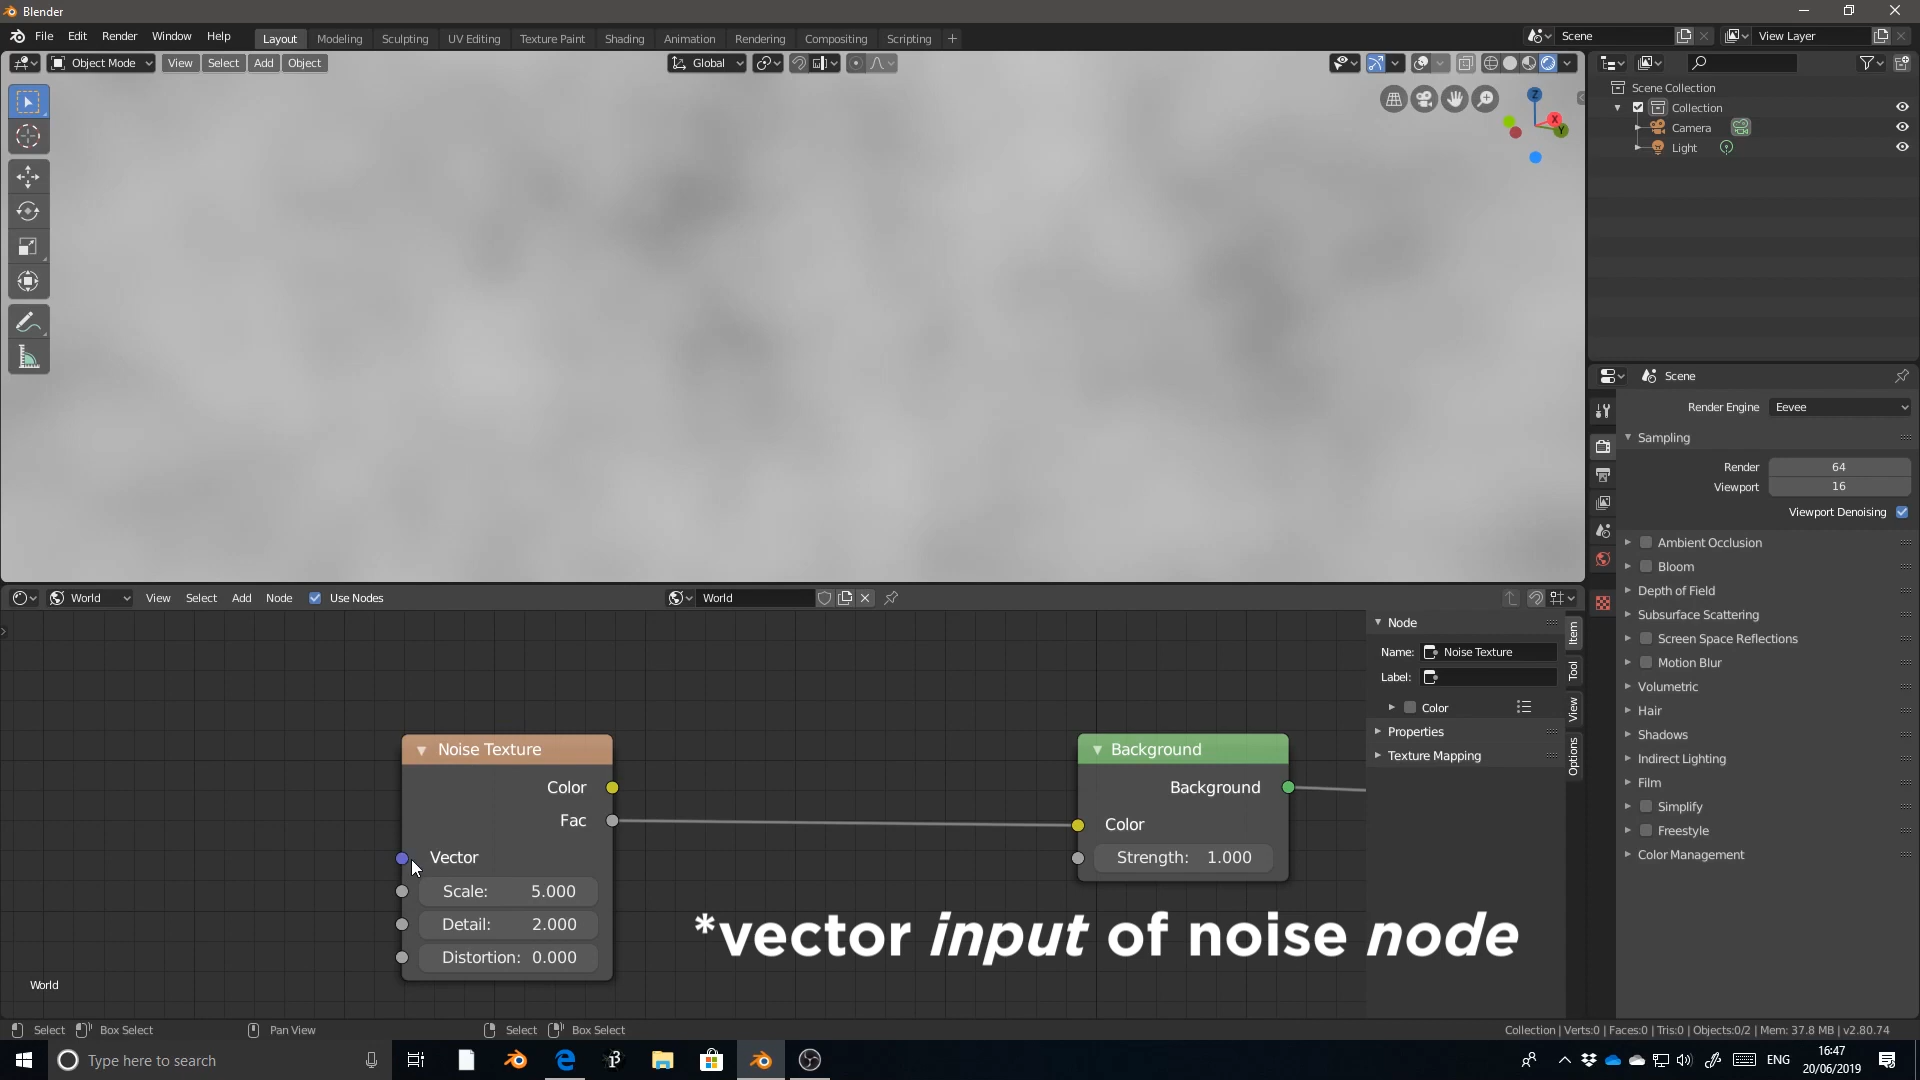 Blender
File Edit Render Window Help
Layout Modeling Sculpting UV Editing Texture Paint Shading Animation Rendering Compositing Scripting +
Scene
View Layer
Object Mode View Select Add Object
Global
Z
X
Y
Scene Collection
Collection
Camera
Light
Scene
Render Engine Eevee
Sampling
Render 64
Viewport 16
Viewport Denoising
Ambient Occlusion
Bloom
Depth of Field
Subsurface Scattering
Screen Space Reflections
Motion Blur
Volumetric
Hair
Shadows
Indirect Lighting
Film
Simplify
Freestyle
Color Management
World View Select Add Node Use Nodes
World
Node
Name: Noise Texture
Label:
Color
Properties
Texture Mapping
Item
Tool
View
Options
Noise Texture
Color
Fac
Vector
Scale: 5.000
Detail: 2.000
Distortion: 0.000
Background
Background
Color
Strength: 1.000
*vector input of noise node
World
Select Box Select Pan View Select Box Select
Collection | Verts:0 | Faces:0 | Tris:0 | Objects:0/2 | Mem: 37.8 MB | v2.80.74
Type here to search
ENG
16:47
20/06/2019